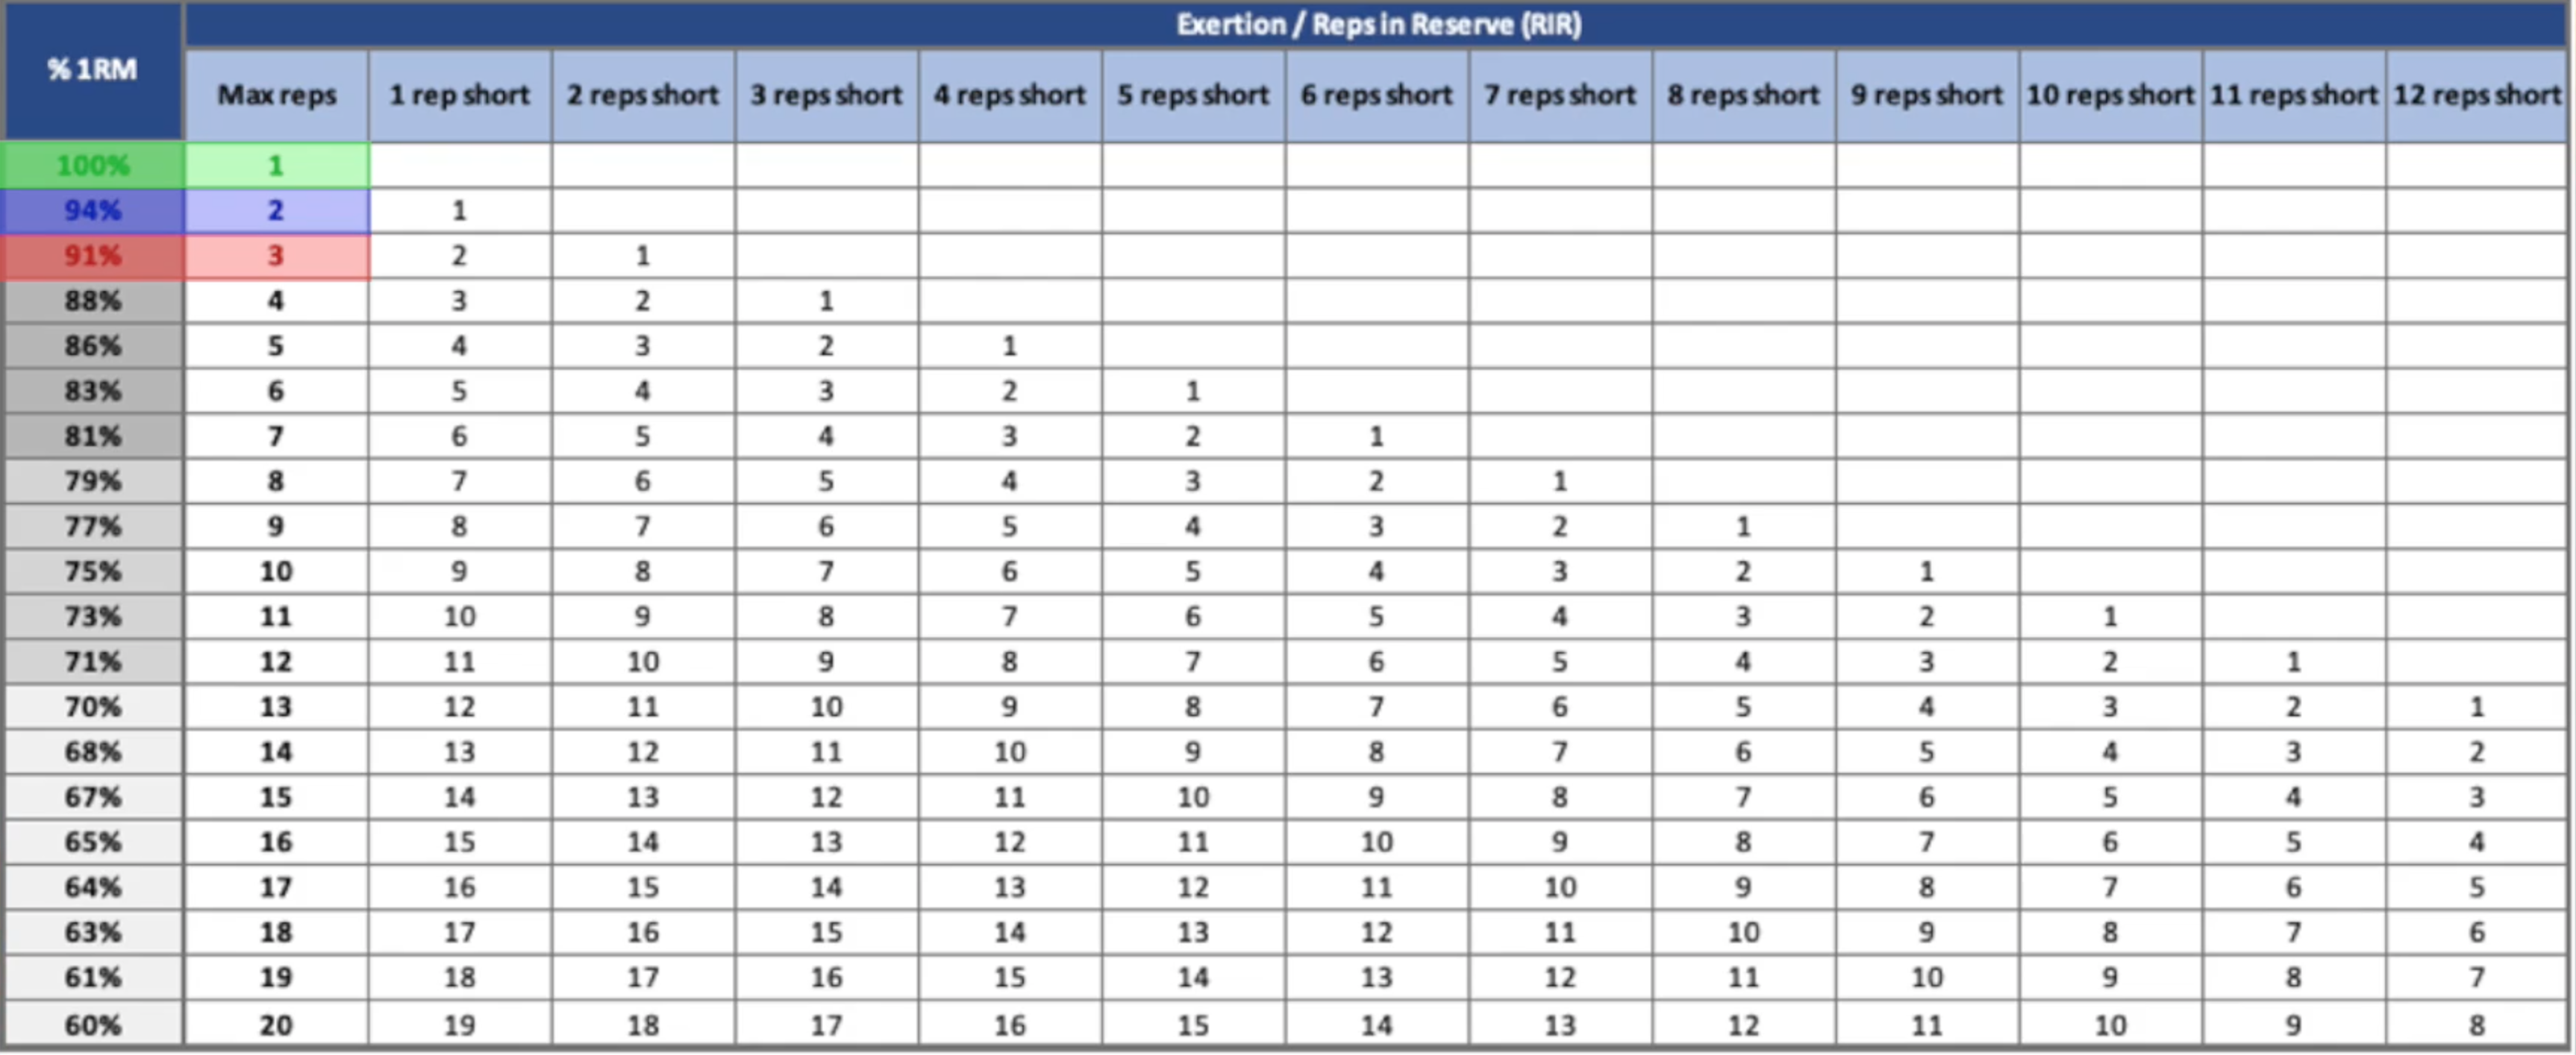 Exertion / Reps in Reserve (RIR)
% 1RM
Max reps 1 rep short 2 reps short 3 reps short 4 reps short 5 reps short 6 reps short 7 reps short 8 reps short 9 reps short 10 reps short 11 reps short 12 reps short
100% 1
94% 2 1
91% 3 2 1
88% 4 3 2 1
86% 5 4 3 2 1
83% 6 5 4 3 2 1
81% 7 6 5 4 3 2 1
79% 8 7 6 5 4 3 2 1
77% 9 8 7 6 5 4 3 2 1
75% 10 9 8 7 6 5 4 3 2 1
73% 11 10 9 8 7 6 5 4 3 2 1
71% 12 11 10 9 8 7 6 5 4 3 2 1
70% 13 12 11 10 9 8 7 6 5 4 3 2 1
68% 14 13 12 11 10 9 8 7 6 5 4 3 2
67% 15 14 13 12 11 10 9 8 7 6 5 4 3
65% 16 15 14 13 12 11 10 9 8 7 6 5 4
64% 17 16 15 14 13 12 11 10 9 8 7 6 5
63% 18 17 16 15 14 13 12 11 10 9 8 7 6
61% 19 18 17 16 15 14 13 12 11 10 9 8 7
60% 20 19 18 17 16 15 14 13 12 11 10 9 8